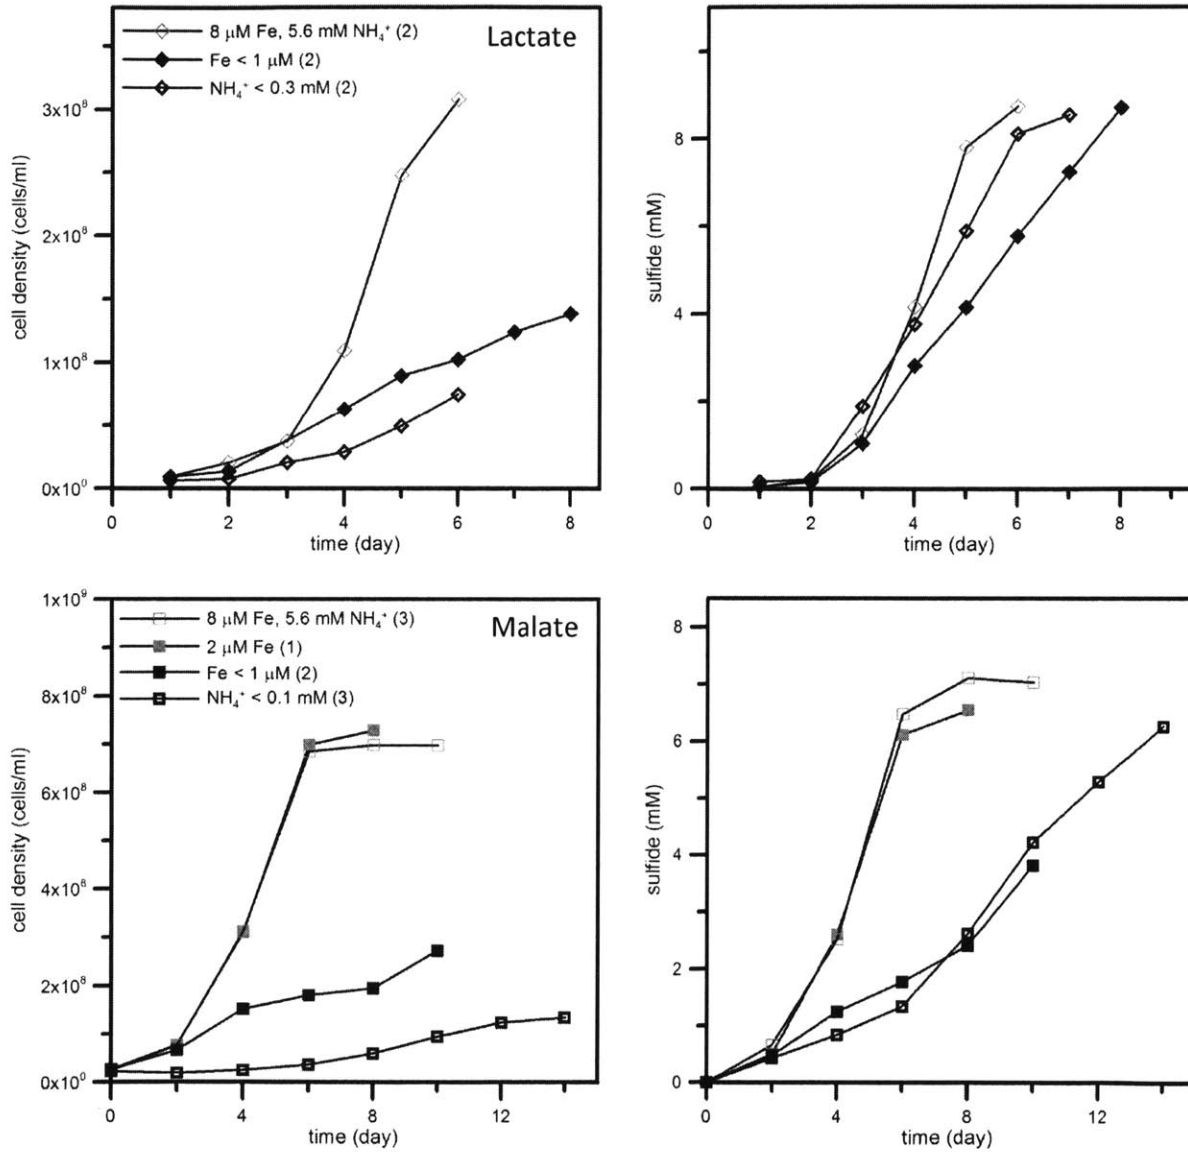 8 μM Fe, 5.6 mM NH₄⁺ (2)
Fe < 1 μM (2)
NH₄⁺ < 0.3 mM (2)
Lactate
3x10⁸
2x10⁸
1x10⁸
0x10⁰
cell density (cells/ml)
0 2 4 6 8
time (day)
8
4
0
sulfide (mM)
0 2 4 6 8
time (day)
8 μM Fe, 5.6 mM NH₄⁺ (3)
2 μM Fe (1)
Fe < 1 μM (2)
NH₄⁺ < 0.1 mM (3)
Malate
1x10⁹
8x10⁸
6x10⁸
4x10⁸
2x10⁸
0x10⁰
cell density (cells/ml)
0 4 8 12
time (day)
8
6
4
2
0
sulfide (mM)
0 4 8 12
time (day)